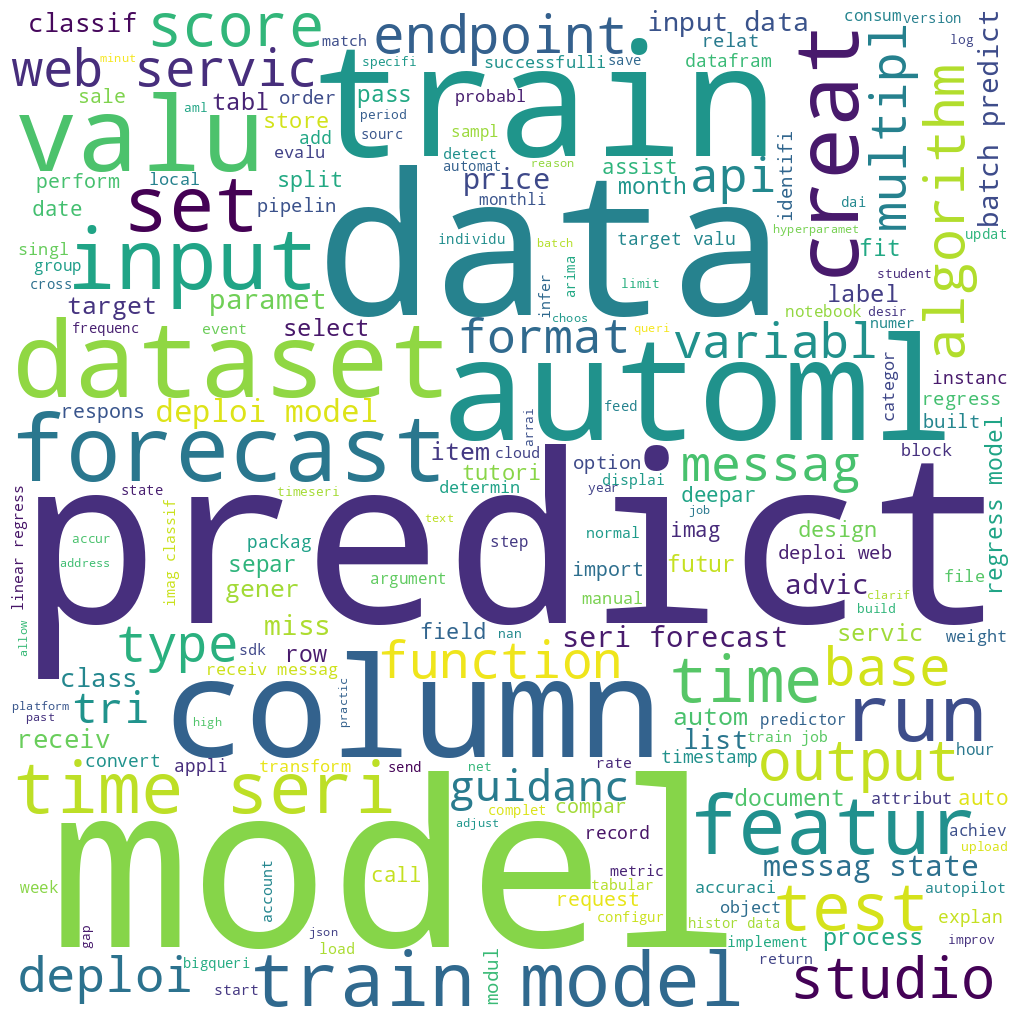 classif
score
endpoint
input data
consum
version
log
web servic
minut
match
specifi
successfulli
save
relat
datafram
train
creat
multipl
algorithm
batch predict
sale
aml
tabl
order
store
add
pass
period
sourc
probabl
sampl
detect
automat
reason
assist
valu
evalu
split
price
month
api
identifi
perform
local
date
set
pipelin
monthli
dai
hyperparamet
updat
fit
singl
group
cross
input
data
individu
batch
target valu
infer
arima
limit
student
label
target
paramet
frequenc
event
select
format
choos
queri
variabl
notebook
desir
numer
dataset
automl
categor
instanc
regress
respons
deploi model
feed
built
forecast
item
cloud
arrai
option
messag
block
tutori
displai
year
job
determin
deepar
regress model
state
timeseri
predict
text
step
normal
imag
design
linear regress
accur
address
imag classif
packag
separ
gener
argument
import
manual
futur
deploi web
advic
clarif
build
file
allow
type
miss
row
sdk
field
nan
seri forecast
servic
weight
class
tri
receiv messag
function
time
base
platform
past
column
high
practic
autom
predictor
run
receiv
list
train job
timestamp
output
hour
convert
appli
transform
send
net
rate
time seri
guidanc
complet
compar
document
attribut
auto
adjust
record
featur
achiev
upload
model
metric
messag state
week
account
call
tabular
request
configur
accuraci
autopilot
object
histor data
test
explan
gap
json
load
implement
process
improv
deploi
bigqueri
start
train model
modul
return
studio